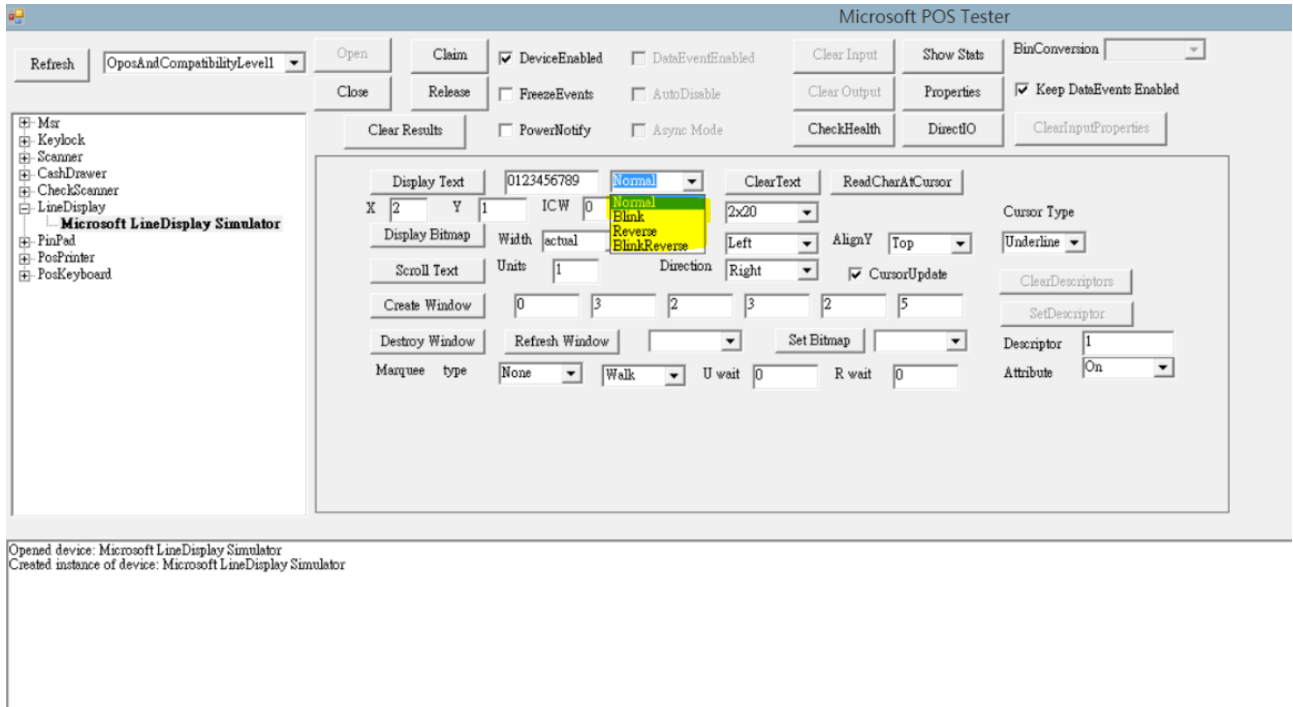 Microsoft POS Tester
Refresh OposAndCompatibilityLevel1 Open Claim DeviceEnabled DataEventEnabled Clear Input Show Stats BinConversion
Close Release FreezeEvents AutoDisable Clear Output Properties Keep DataEvents Enabled
Clear Results PowerNotify Async Mode CheckHealth DirectIO ClearInputProperties
Msr
Keylock
Scanner
CashDrawer
CheckScanner
LineDisplay
Microsoft LineDisplay Simulator
PinPad
PosPrinter
PosKeyboard
Display Text 0123456789 Normal ClearText ReadCharAtCursor
Normal
Blink
Reverse
BlinkReverse
X 2 Y 1 ICW 0 2x20 Cursor Type
Display Bitmap Width actual Left AlignY Top Underline
Scroll Text Units 1 Direction Right CursorUpdate ClearDescriptors
Create Window 0 3 2 3 2 5 SetDescriptor
Destroy Window Refresh Window Set Bitmap Descriptor 1
Marquee type None Walk U wait 0 R wait 0 Attribute On
Opened device: Microsoft LineDisplay Simulator
Created instance of device: Microsoft LineDisplay Simulator